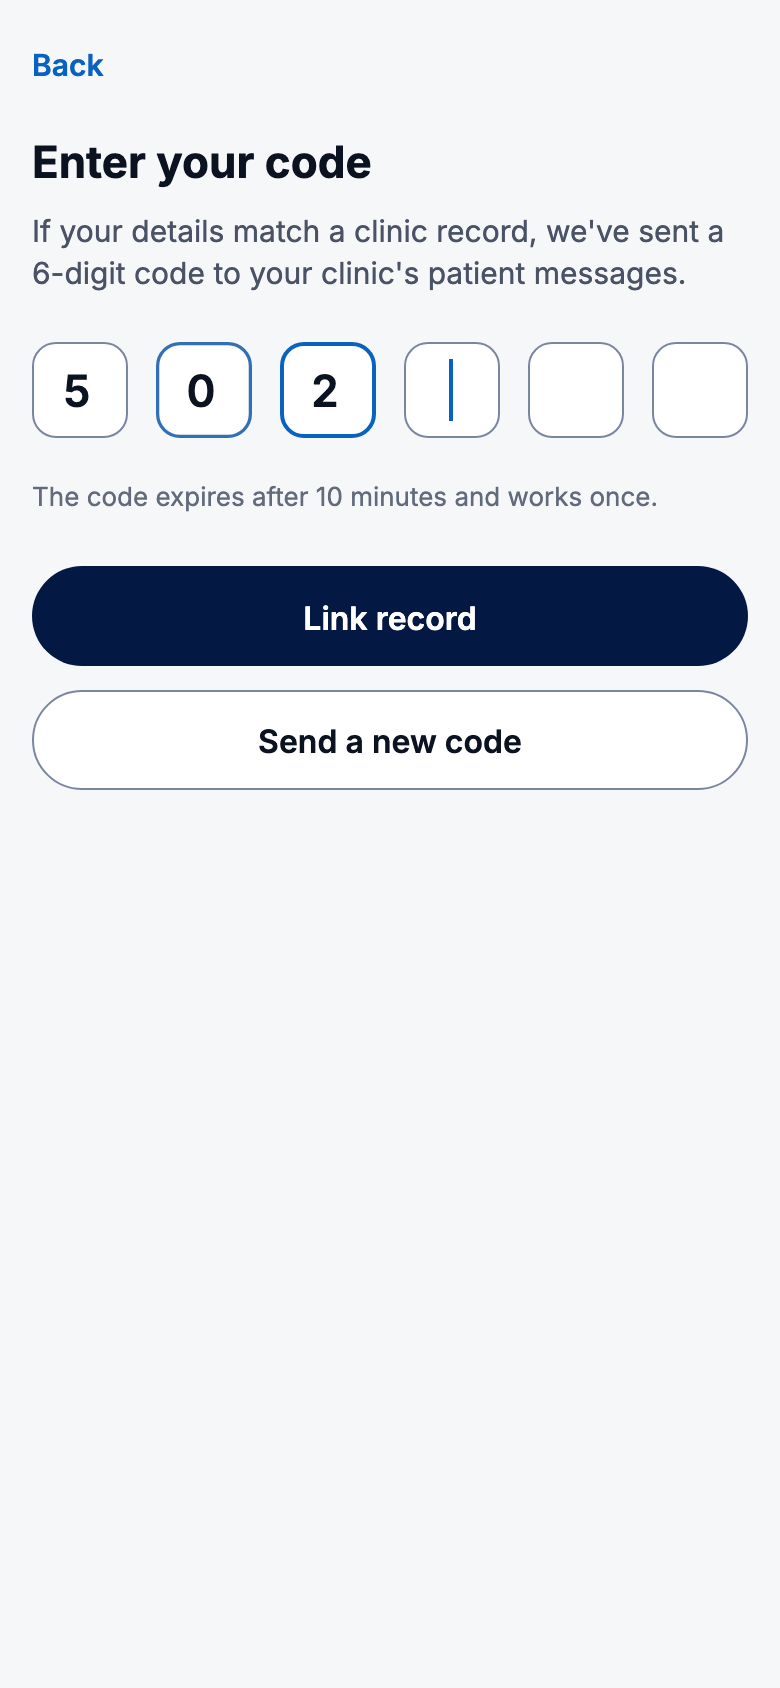 Back
Enter your code
If your details match a clinic record, we've sent a
6-digit code to your clinic's patient messages.
5 0 2
The code expires after 10 minutes and works once.
Link record
Send a new code